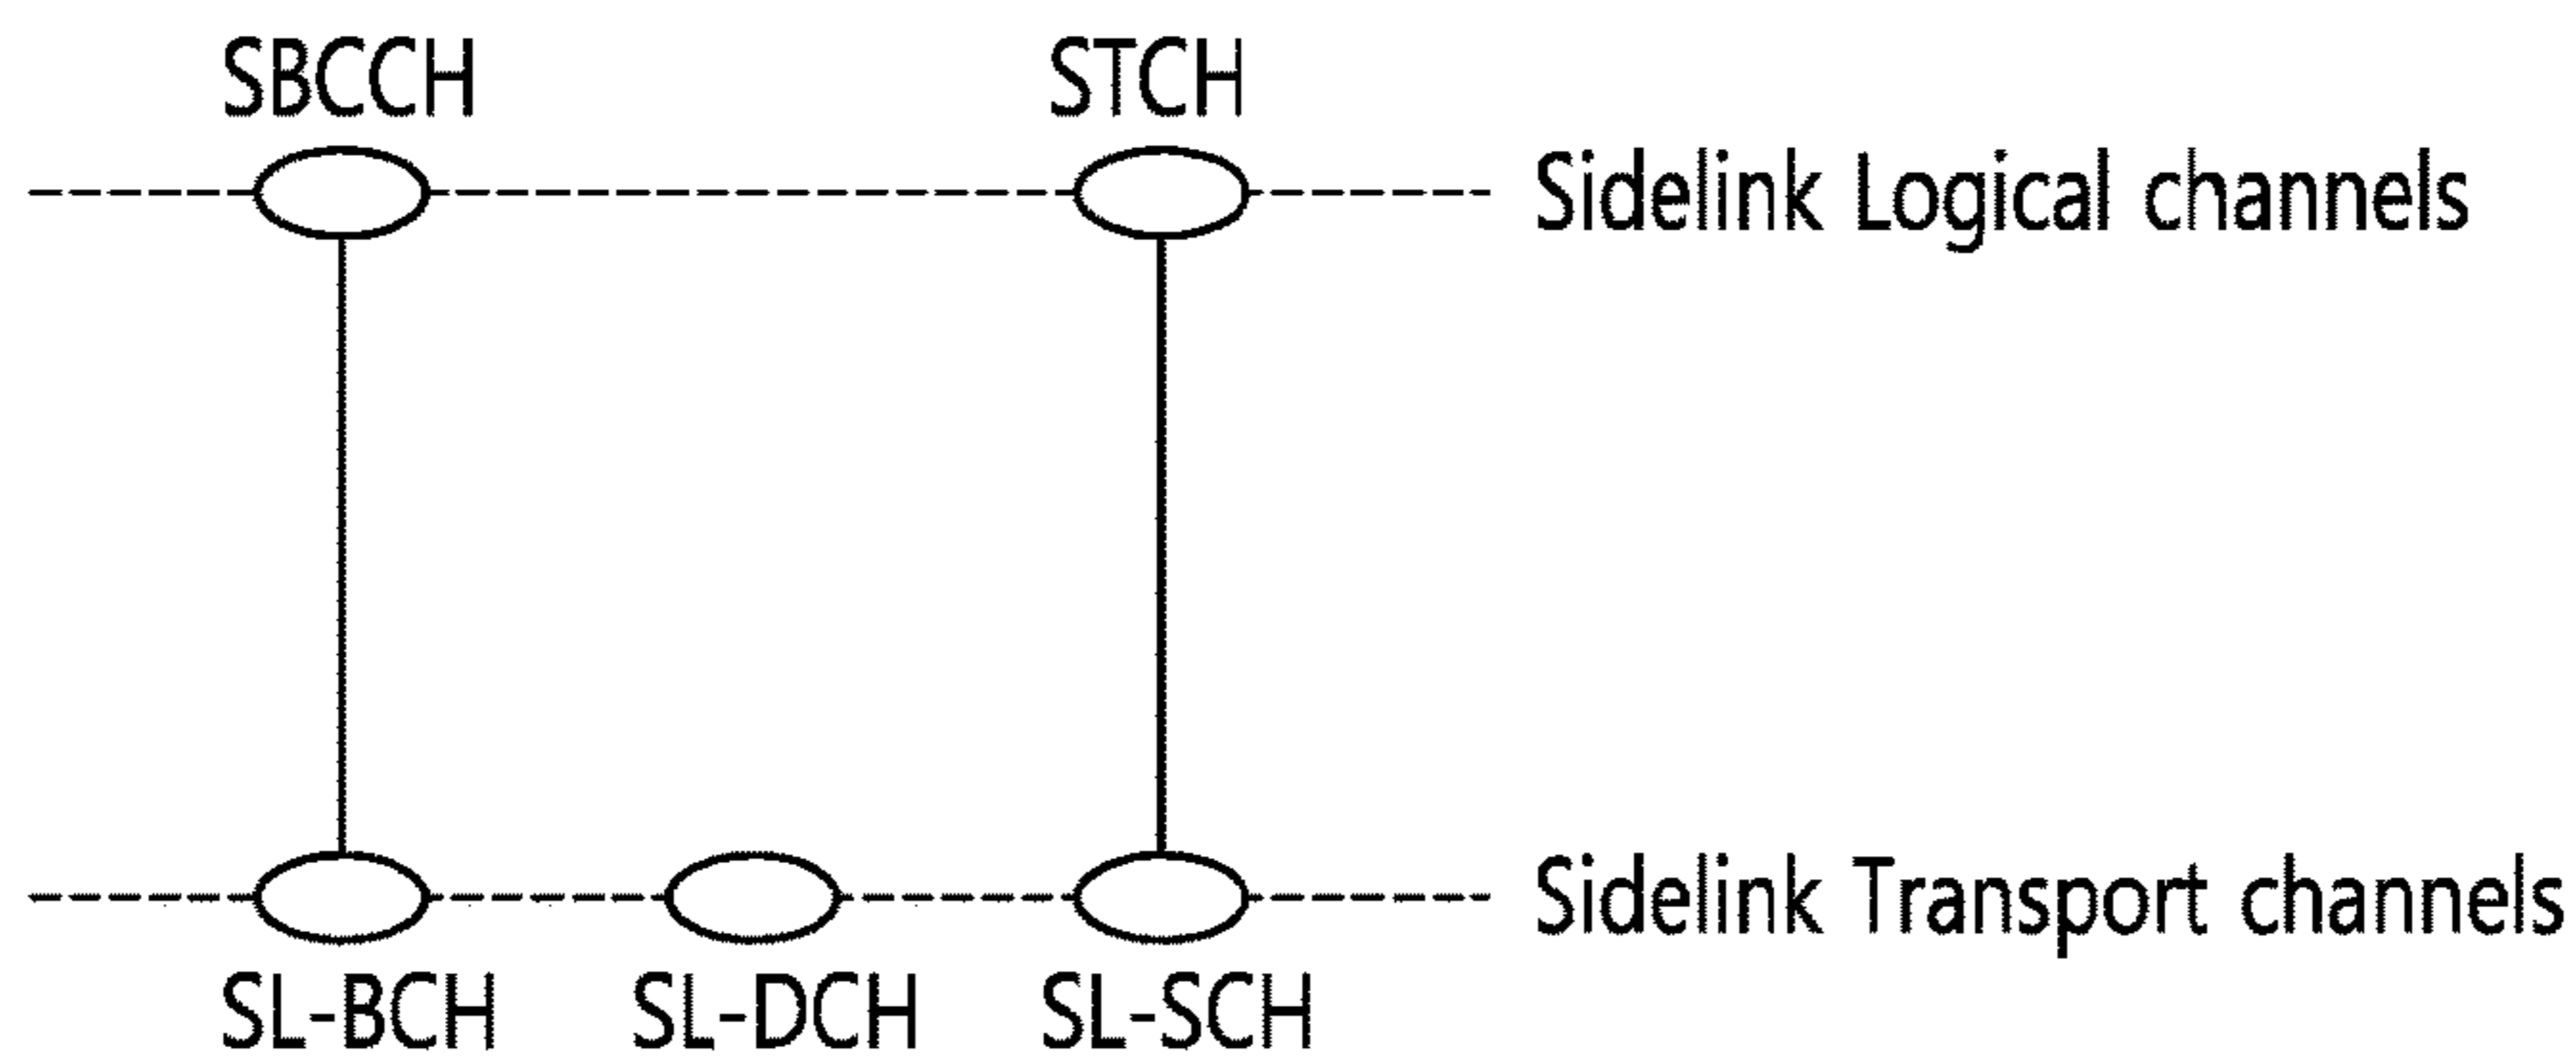 SBCCH STCH
Sidelink Logical channels
Sidelink Transport channels
SL-BCH SL-DCH SL-SCH